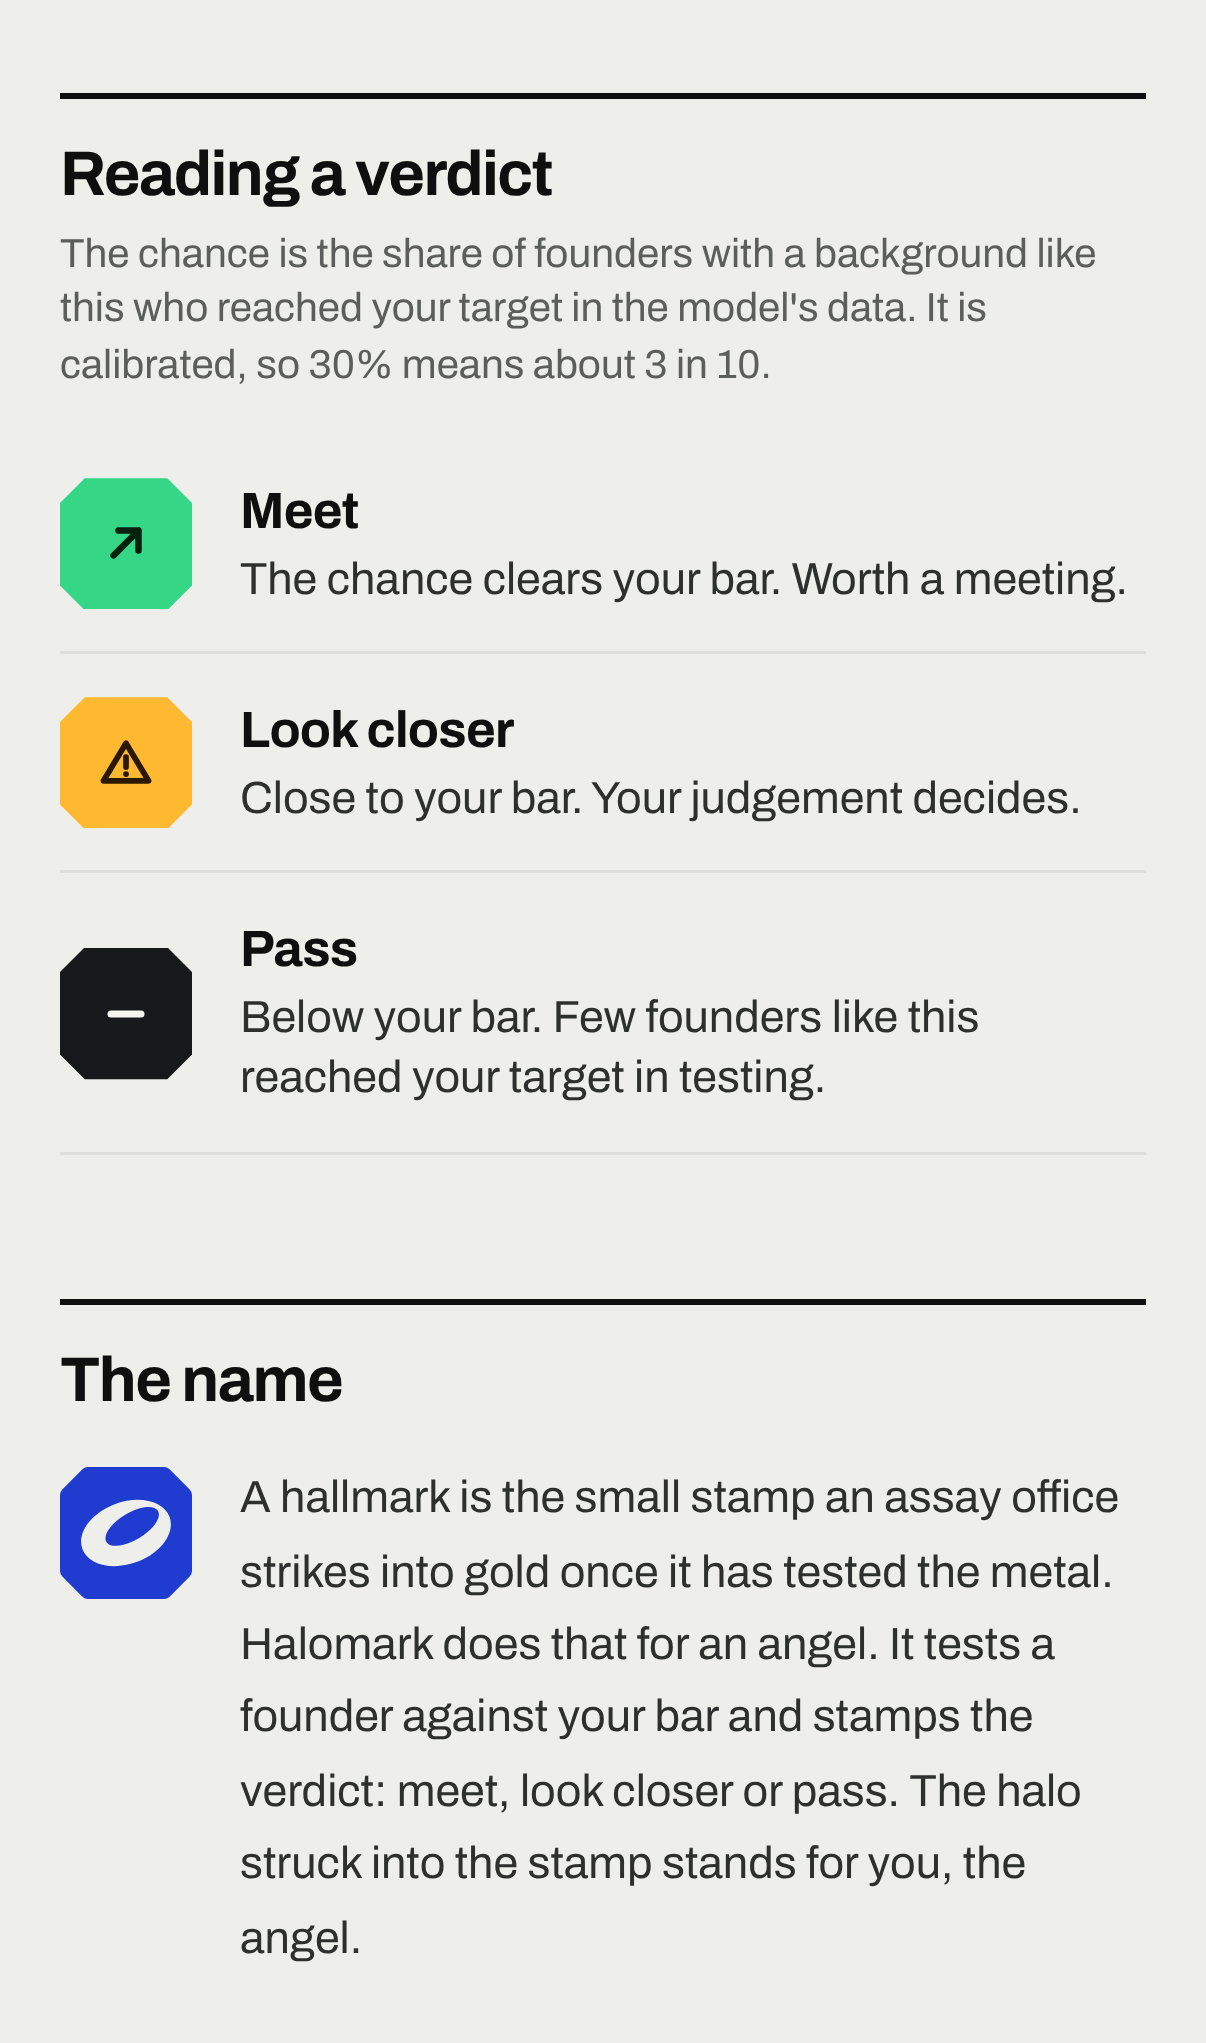 Reading a verdict
The chance is the share of founders with a background like
this who reached your target in the model's data. It is
calibrated, so 30% means about 3 in 10.
Meet
The chance clears your bar. Worth a meeting.
Look closer
Close to your bar. Your judgement decides.
Pass
Below your bar. Few founders like this
reached your target in testing.
The name
A hallmark is the small stamp an assay office
strikes into gold once it has tested the metal.
Halomark does that for an angel. It tests a
founder against your bar and stamps the
verdict: meet, look closer or pass. The halo
struck into the stamp stands for you, the
angel.